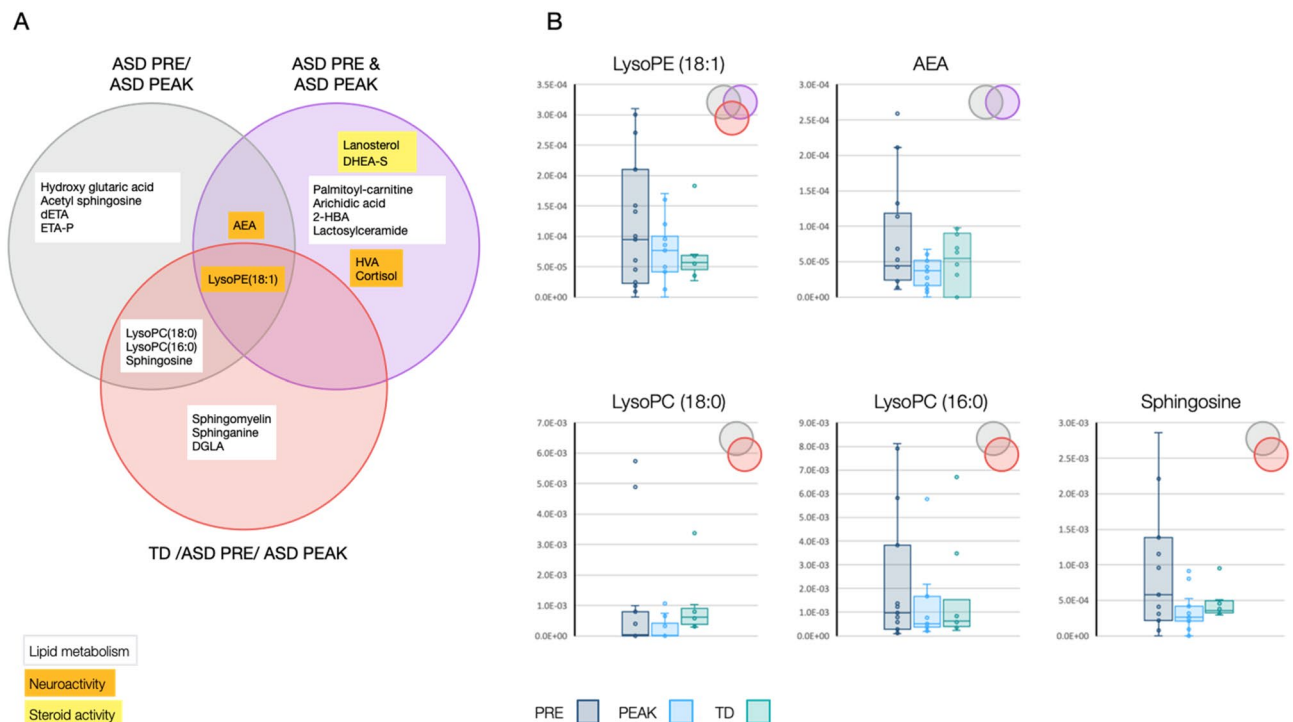 A
ASD PRE/
ASD PEAK
ASD PRE &
ASD PEAK
Lanosterol
DHEA-S
Hydroxy glutaric acid
Acetyl sphingosine
dETA
ETA-P
Palmitoyl-carnitine
Arichidic acid
2-HBA
Lactosylceramide
AEA
HVA
Cortisol
LysoPE(18:1)
LysoPC(18:0)
LysoPC(16:0)
Sphingosine
Sphingomyelin
Sphinganine
DGLA
TD /ASD PRE/ ASD PEAK
Lipid metabolism
Neuroactivity
Steroid activity
B
LysoPE (18:1)
3.5E-04
3.0E-04
2.5E-04
2.0E-04
1.5E-04
1.0E-04
5.0E-05
0.0E+00
AEA
3.0E-04
2.5E-04
2.0E-04
1.5E-04
1.0E-04
5.0E-05
0.0E+00
LysoPC (18:0)
7.0E-03
6.0E-03
5.0E-03
4.0E-03
3.0E-03
2.0E-03
1.0E-03
0.0E+00
LysoPC (16:0)
9.0E-03
8.0E-03
7.0E-03
6.0E-03
5.0E-03
4.0E-03
3.0E-03
2.0E-03
1.0E-03
0.0E+00
Sphingosine
3.0E-03
2.5E-03
2.0E-03
1.5E-03
1.0E-03
5.0E-04
0.0E+00
PRE PEAK TD